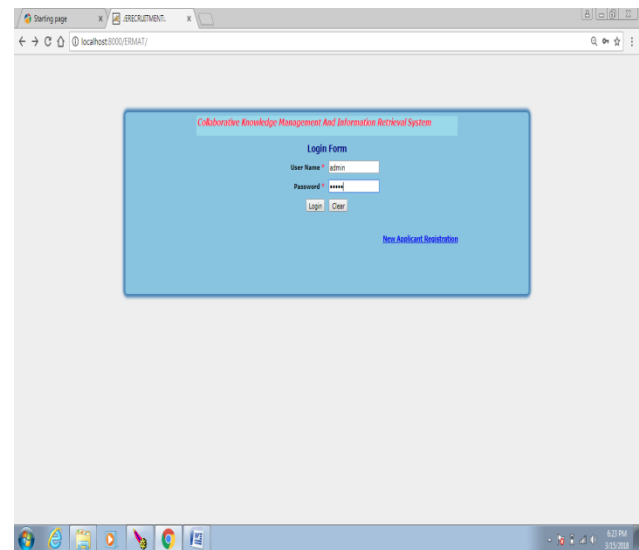 Starting page
.:ERECRUITMENT:.
localhost:8000/ERMAT/
Collaborative Knowledge Management And Information Retrieval System
Login Form
User Name * admin
Password * •••••
Login Clear
New Applicant Registration
6:23 PM
3/15/2018